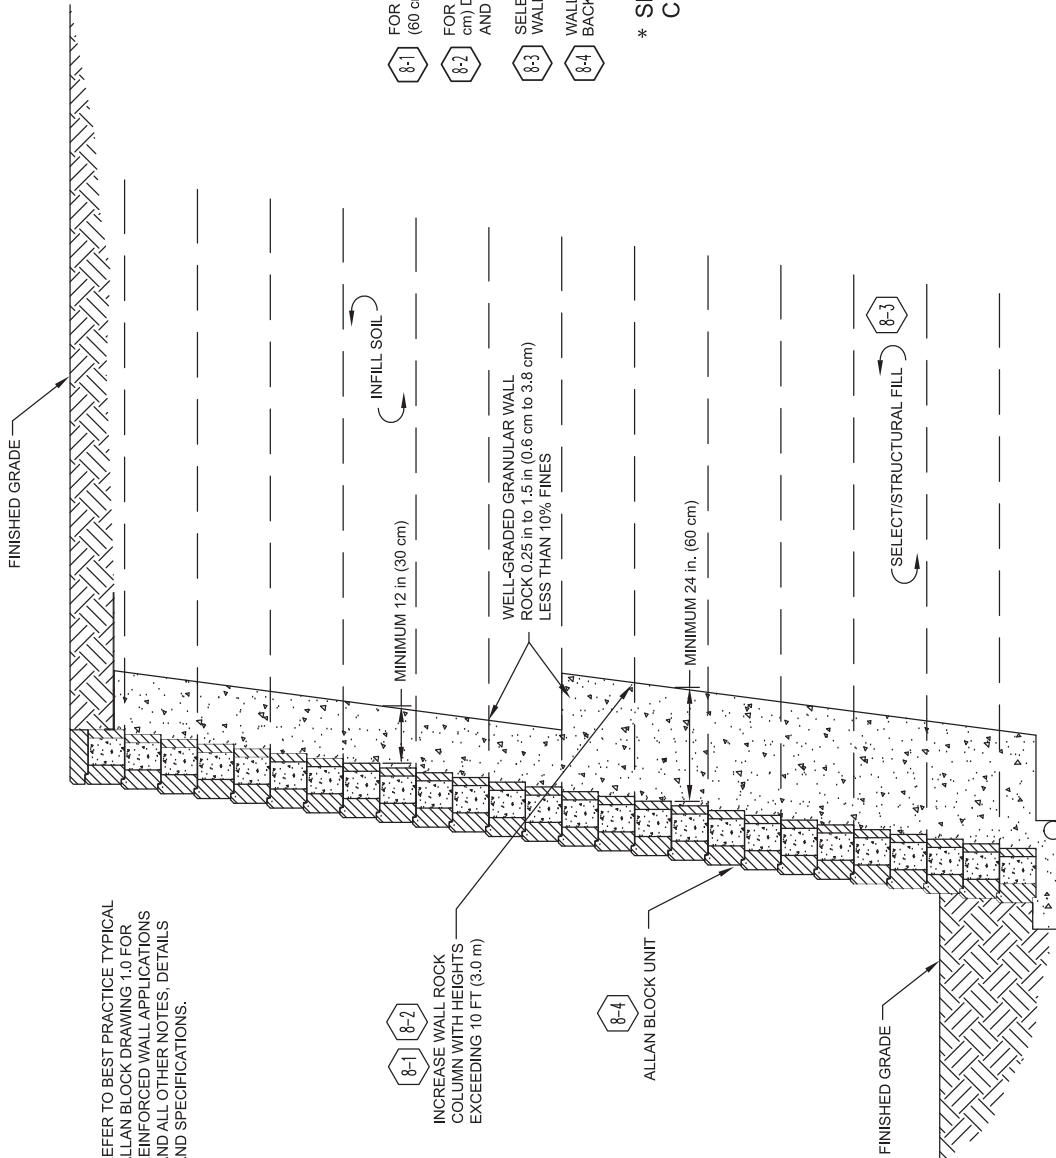 FINISHED GRADE
8-1
FOR
(60 c
8-2
FOR
cm) D
AND
8-3
SELE
WALL
8-4
WALL
BACK
* S
C
INFILL SOIL
MINIMUM 12 in (30 cm)
WELL-GRADED GRANULAR WALL
ROCK 0.25 in to 1.5 in (0.6 cm to 3.8 cm)
LESS THAN 10% FINES
MINIMUM 24 in. (60 cm)
8-3
SELECT/STRUCTURAL FILL
EFER TO BEST PRACTICE TYPICAL
LLAN BLOCK DRAWING 1.0 FOR
EINFORCED WALL APPLICATIONS
ND ALL OTHER NOTES, DETAILS
ND SPECIFICATIONS.
8-1
8-2
INCREASE WALL ROCK
COLUMN WITH HEIGHTS
EXCEEDING 10 FT (3.0 m)
8-4
ALLAN BLOCK UNIT
FINISHED GRADE